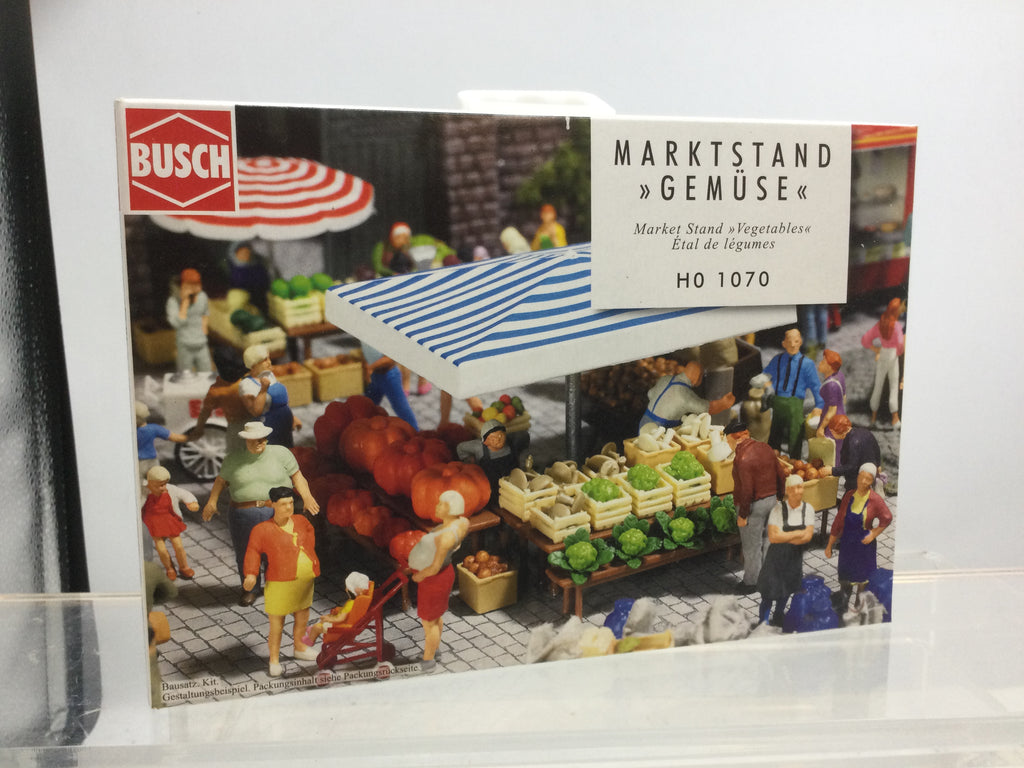 BUSCH
MARKTSTAND
»GEMÜSE«
Market Stand »Vegetables«
Étal de légumes
H0 1070
Bausatz. Kit.
Gestaltungsbeispiel. Packungsinhalt siehe Packungsrückseite.